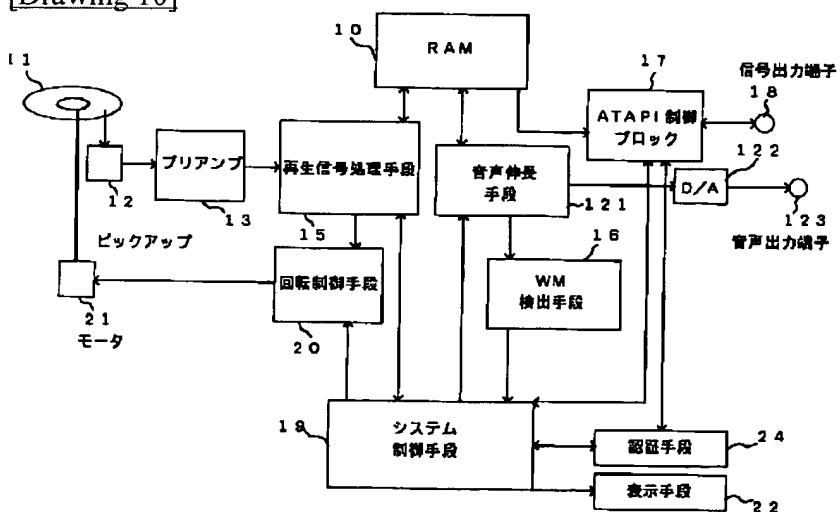 [Drawing 10]
11
10
RAM
17
信号出力端子
18
ATAPI制御
ブロック
12
プリアンプ
13
再生信号処理手段
15
音声伸長
手段
121
D/A
122
123
音声出力端子
ピックアップ
21
モータ
回転制御手段
20
16
WM
検出手段
19
システム
制御手段
認証手段
24
表示手段
22